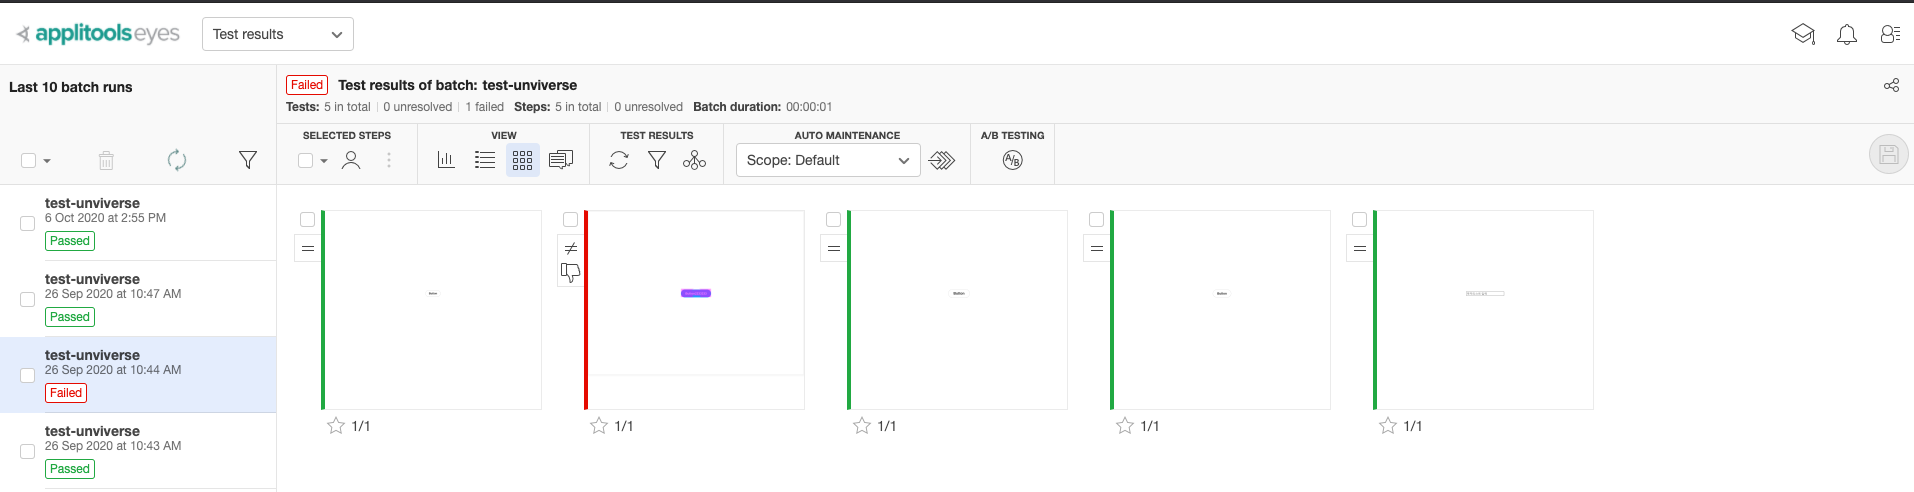 applitools eyes
Test results
Last 10 batch runs
Failed Test results of batch: test-unviverse
Tests: 5 in total | 0 unresolved | 1 failed Steps: 5 in total | 0 unresolved Batch duration: 00:00:01
SELECTED STEPS
VIEW
TEST RESULTS
AUTO MAINTENANCE
Scope: Default
A/B TESTING
A/B
test-unviverse
6 Oct 2020 at 2:55 PM
Passed
test-unviverse
26 Sep 2020 at 10:47 AM
Passed
test-unviverse
26 Sep 2020 at 10:44 AM
Failed
test-unviverse
26 Sep 2020 at 10:43 AM
Passed
Button
1/1
1/1
Button
1/1
Button
1/1
1/1